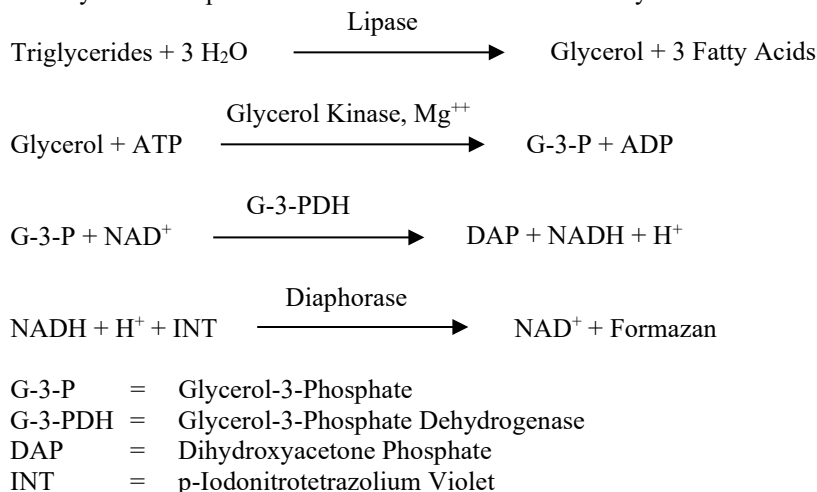 Lipase
Triglycerides + 3 H₂O Glycerol + 3 Fatty Acids
Glycerol Kinase, Mg⁺⁺
Glycerol + ATP G-3-P + ADP
G-3-PDH
G-3-P + NAD⁺ DAP + NADH + H⁺
Diaphorase
NADH + H⁺ + INT NAD⁺ + Formazan
G-3-P = Glycerol-3-Phosphate
G-3-PDH = Glycerol-3-Phosphate Dehydrogenase
DAP = Dihydroxyacetone Phosphate
INT = p-Iodonitrotetrazolium Violet